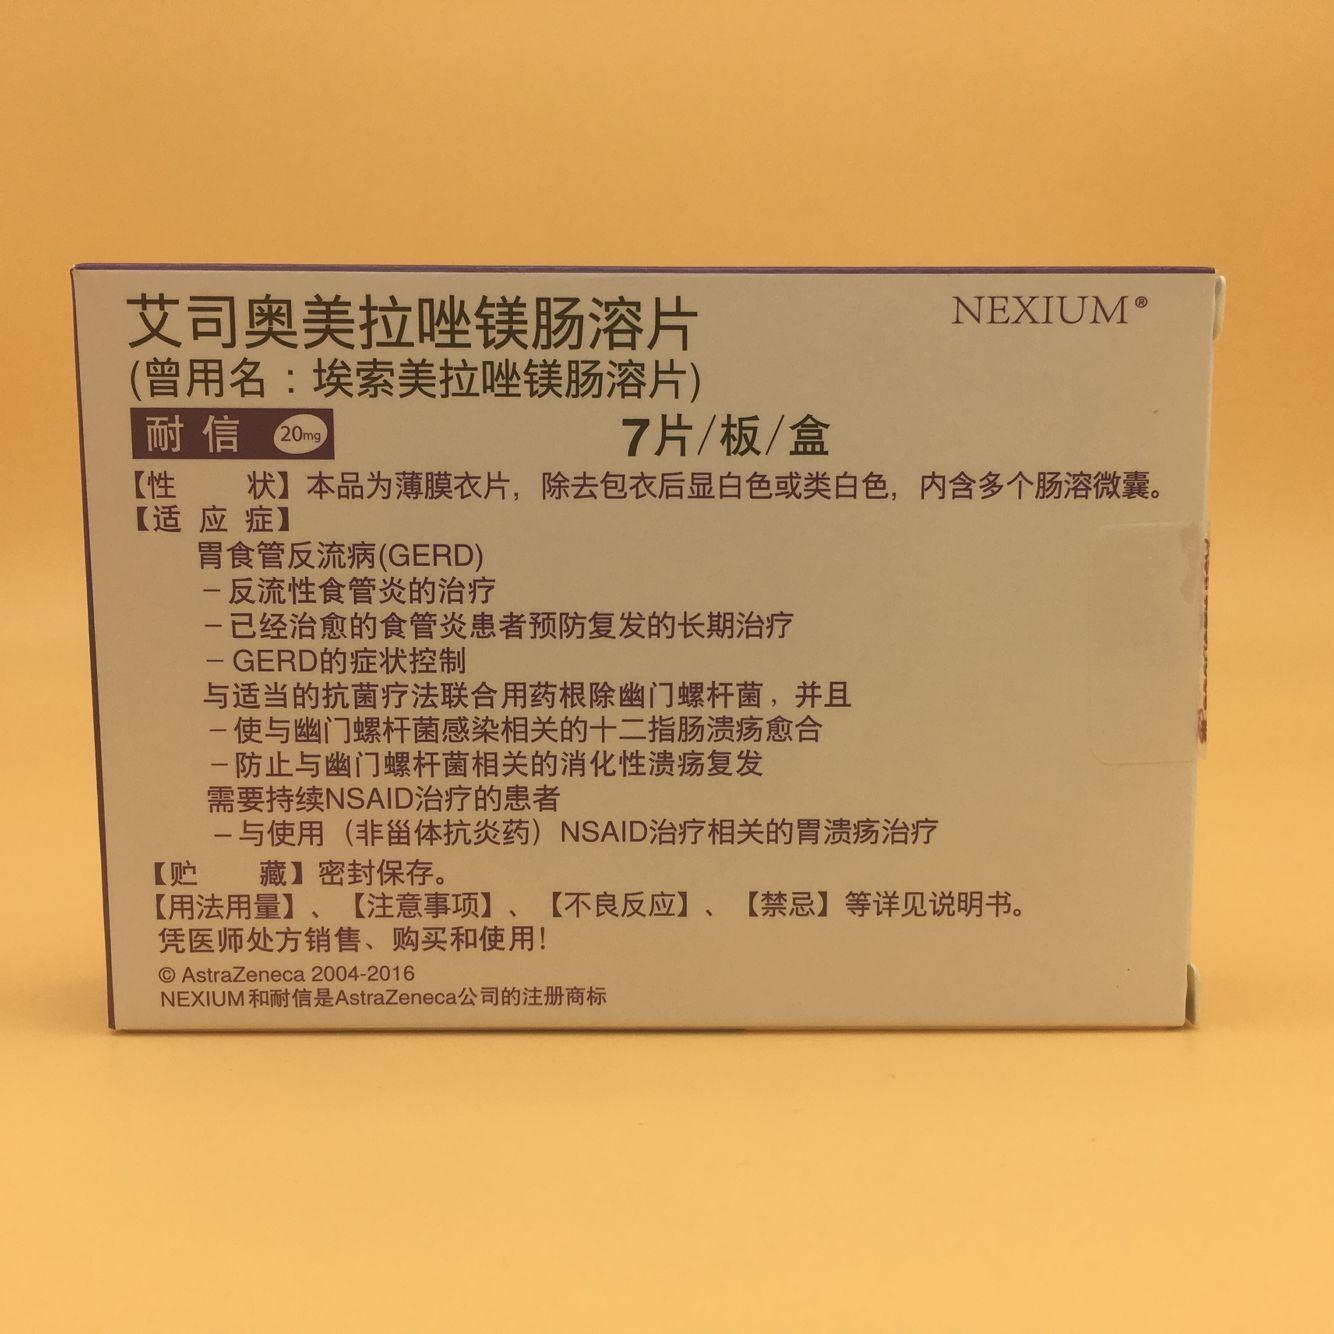 艾司奥美拉唑镁肠溶片
NEXIUM®
(曾用名：埃索美拉唑镁肠溶片)
耐信 20mg
7片/板/盒
【性 状】本品为薄膜衣片，除去包衣后显白色或类白色，内含多个肠溶微囊。
【适 应 症】
胃食管反流病(GERD)
－反流性食管炎的治疗
－已经治愈的食管炎患者预防复发的长期治疗
－GERD的症状控制
与适当的抗菌疗法联合用药根除幽门螺杆菌，并且
－使与幽门螺杆菌感染相关的十二指肠溃疡愈合
－防止与幽门螺杆菌相关的消化性溃疡复发
需要持续NSAID治疗的患者
－与使用（非甾体抗炎药）NSAID治疗相关的胃溃疡治疗
【贮 藏】密封保存。
【用法用量】、【注意事项】、【不良反应】、【禁忌】等详见说明书。
凭医师处方销售、购买和使用！
© AstraZeneca 2004-2016
NEXIUM和耐信是AstraZeneca公司的注册商标